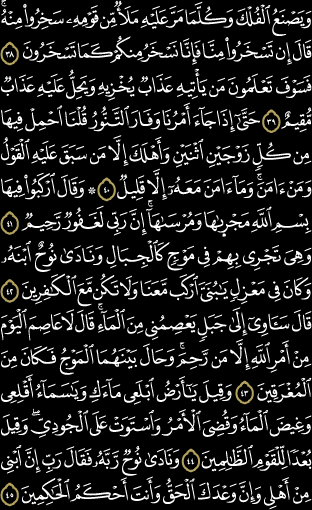 وَيَصْنَعُ ٱلْفُلْكَ وَكُلَّمَا مَرَّ عَلَيْهِ مَلَأٌ مِّن قَوْمِهِۦ سَخِرُوا۟ مِنْهُ ۚ
قَالَ إِن تَسْخَرُوا۟ مِنَّا فَإِنَّا نَسْخَرُ مِنكُمْ كَمَا تَسْخَرُونَ ٣٨
فَسَوْفَ تَعْلَمُونَ مَن يَأْتِيهِ عَذَابٌ يُخْزِيهِ وَيَحِلُّ عَلَيْهِ عَذَابٌ
مُّقِيمٌ ٣٩ حَتَّىٰٓ إِذَا جَآءَ أَمْرُنَا وَفَارَ ٱلتَّنُّورُ قُلْنَا ٱحْمِلْ فِيهَا
مِن كُلٍّ زَوْجَيْنِ ٱثْنَيْنِ وَأَهْلَكَ إِلَّا مَن سَبَقَ عَلَيْهِ ٱلْقَوْلُ
وَمَنْ ءَامَنَ ۚ وَمَآ ءَامَنَ مَعَهُۥٓ إِلَّا قَلِيلٌ ٤٠ ۞ وَقَالَ ٱرْكَبُوا۟ فِيهَا
بِسْمِ ٱللَّهِ مَجْر۪ىٰهَا وَمُرْسَىٰهَآ ۚ إِنَّ رَبِّى لَغَفُورٌ رَّحِيمٌ ٤١
وَهِىَ تَجْرِى بِهِمْ فِى مَوْجٍ كَٱلْجِبَالِ وَنَادَىٰ نُوحٌ ٱبْنَهُۥ
وَكَانَ فِى مَعْزِلٍ يَـٰبُنَىَّ ٱرْكَب مَّعَنَا وَلَا تَكُن مَّعَ ٱلْكَـٰفِرِينَ ٤٢
قَالَ سَـَٔاوِىٓ إِلَىٰ جَبَلٍ يَعْصِمُنِى مِنَ ٱلْمَآءِ ۚ قَالَ لَا عَاصِمَ ٱلْيَوْمَ
مِنْ أَمْرِ ٱللَّهِ إِلَّا مَن رَّحِمَ ۚ وَحَالَ بَيْنَهُمَا ٱلْمَوْجُ فَكَانَ مِنَ
ٱلْمُغْرَقِينَ ٤٣ وَقِيلَ يَـٰٓأَرْضُ ٱبْلَعِى مَآءَكِ وَيَـٰسَمَآءُ أَقْلِعِى
وَغِيضَ ٱلْمَآءُ وَقُضِىَ ٱلْأَمْرُ وَٱسْتَوَتْ عَلَى ٱلْجُودِىِّ ۖ وَقِيلَ
بُعْدًا لِّلْقَوْمِ ٱلظَّـٰلِمِينَ ٤٤ وَنَادَىٰ نُوحٌ رَّبَّهُۥ فَقَالَ رَبِّ إِنَّ ٱبْنِى
مِنْ أَهْلِى وَإِنَّ وَعْدَكَ ٱلْحَقُّ وَأَنتَ أَحْكَمُ ٱلْحَـٰكِمِينَ ٤٥